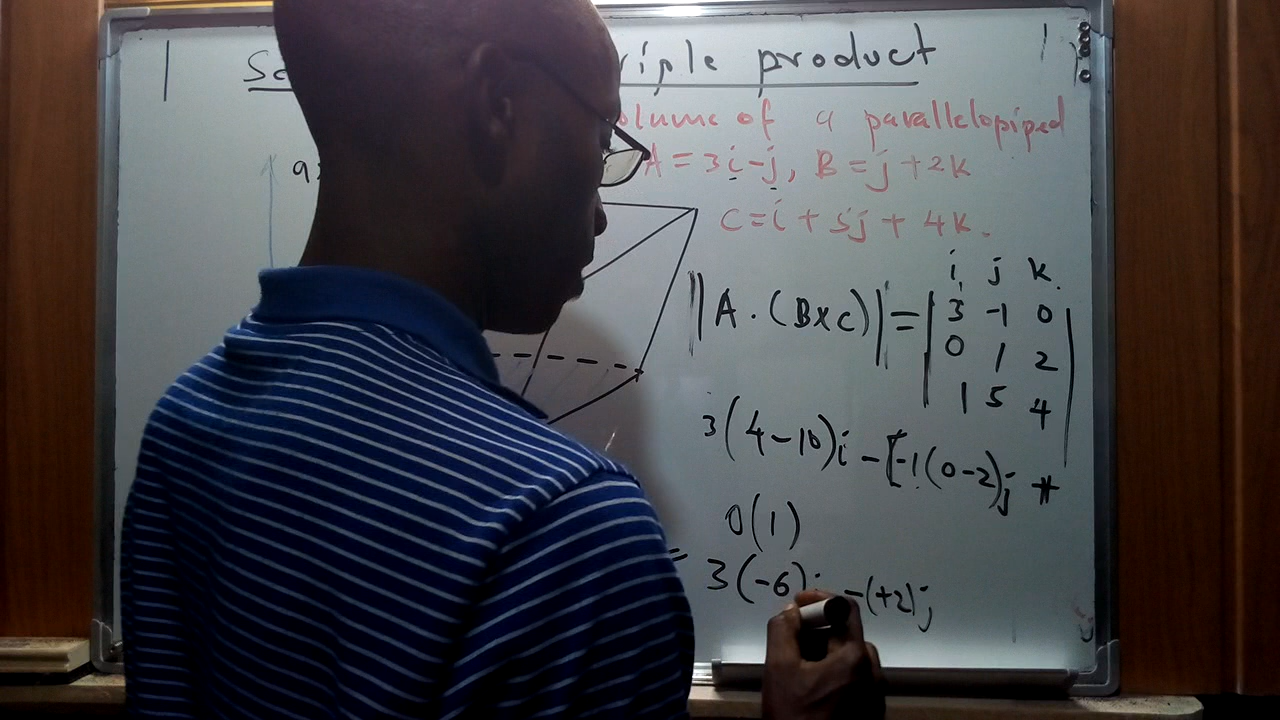 riple product
olume of a parallelopiped
A = 3i-j, B = j + 2k
C = i + 5j + 4k.
i, j k.
|A . (B x C)| = | 3 -1 0
0 1 2
1 5 4 |
3(4-10)i - [-1(0-2)j +
0(1)
= 3(-6)i -(+2)j